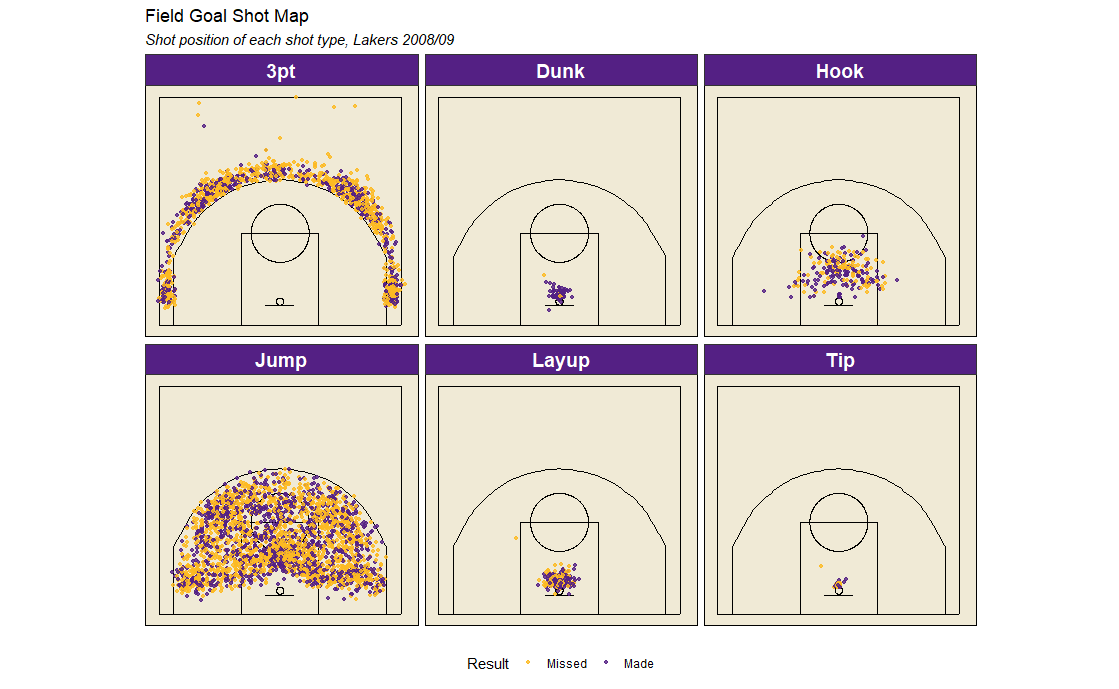 Field Goal Shot Map
Shot position of each shot type, Lakers 2008/09
3pt
Dunk
Hook
Jump
Layup
Tip
Result Missed Made